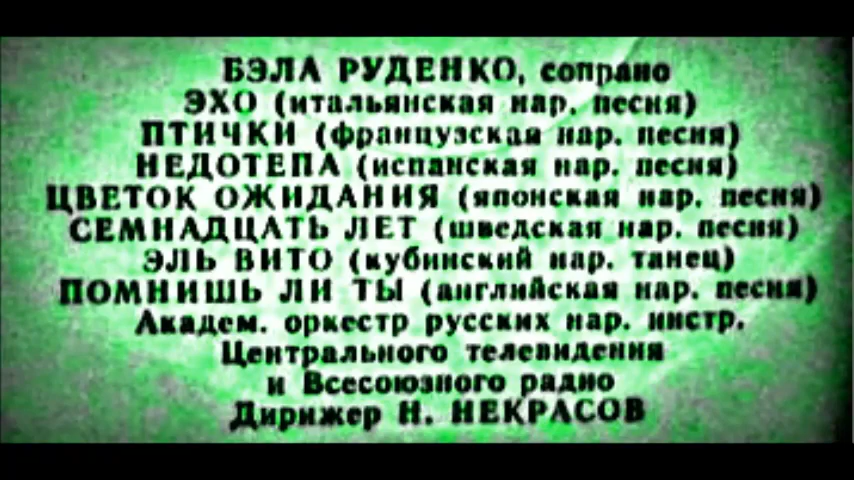 БЭЛА РУДЕНКО, сопрано
ЭХО (итальянская нар. песня)
ПТИЧКИ (французская нар. песня)
НЕДОТЕПА (испанская нар. песня)
ЦВЕТОК ОЖИДАНИЯ (японская нар. песня)
СЕМНАДЦАТЬ ЛЕТ (шведская нар. песня)
ЭЛЬ ВИТО (кубинский нар. танец)
ПОМНИШЬ ЛИ ТЫ (английская нар. песня)
Академ. оркестр русских нар. инстр.
Центрального телевидения
и Всесоюзного радио
Дирижер Н. НЕКРАСОВ